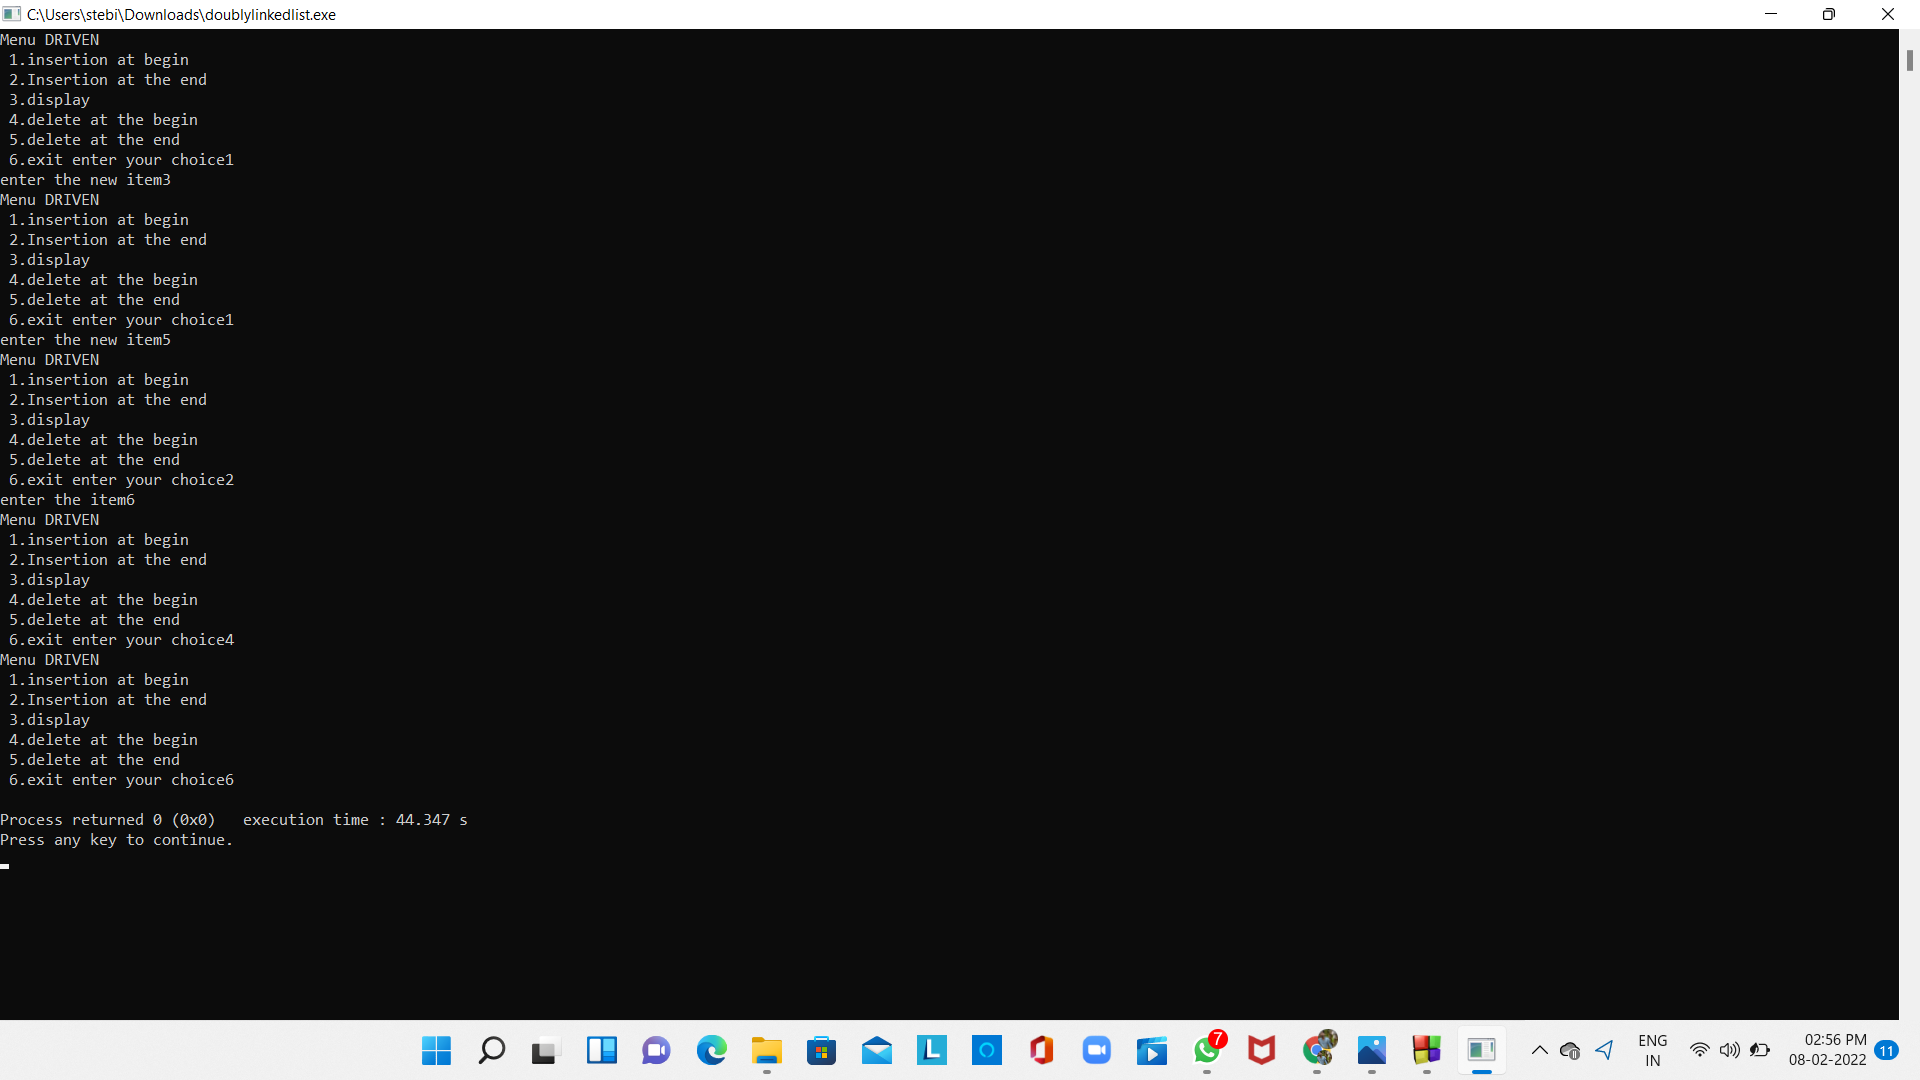 C:\Users\stebi\Downloads\doublylinkedlist.exe
Menu DRIVEN
 1.insertion at begin
 2.Insertion at the end
 3.display
 4.delete at the begin
 5.delete at the end
 6.exit enter your choice1
enter the new item3
Menu DRIVEN
 1.insertion at begin
 2.Insertion at the end
 3.display
 4.delete at the begin
 5.delete at the end
 6.exit enter your choice1
enter the new item5
Menu DRIVEN
 1.insertion at begin
 2.Insertion at the end
 3.display
 4.delete at the begin
 5.delete at the end
 6.exit enter your choice2
enter the item6
Menu DRIVEN
 1.insertion at begin
 2.Insertion at the end
 3.display
 4.delete at the begin
 5.delete at the end
 6.exit enter your choice4
Menu DRIVEN
 1.insertion at begin
 2.Insertion at the end
 3.display
 4.delete at the begin
 5.delete at the end
 6.exit enter your choice6

Process returned 0 (0x0)   execution time : 44.347 s
Press any key to continue.
L
7
ENG
IN
02:56 PM
08-02-2022
11